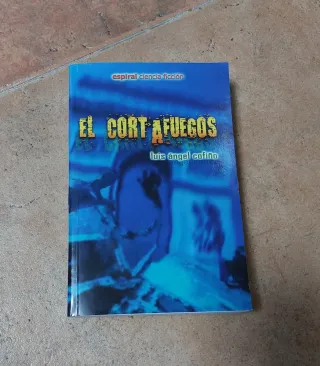 espiral ciencia ficción
EL CORTAFUEGOS
luis ángel cofiño